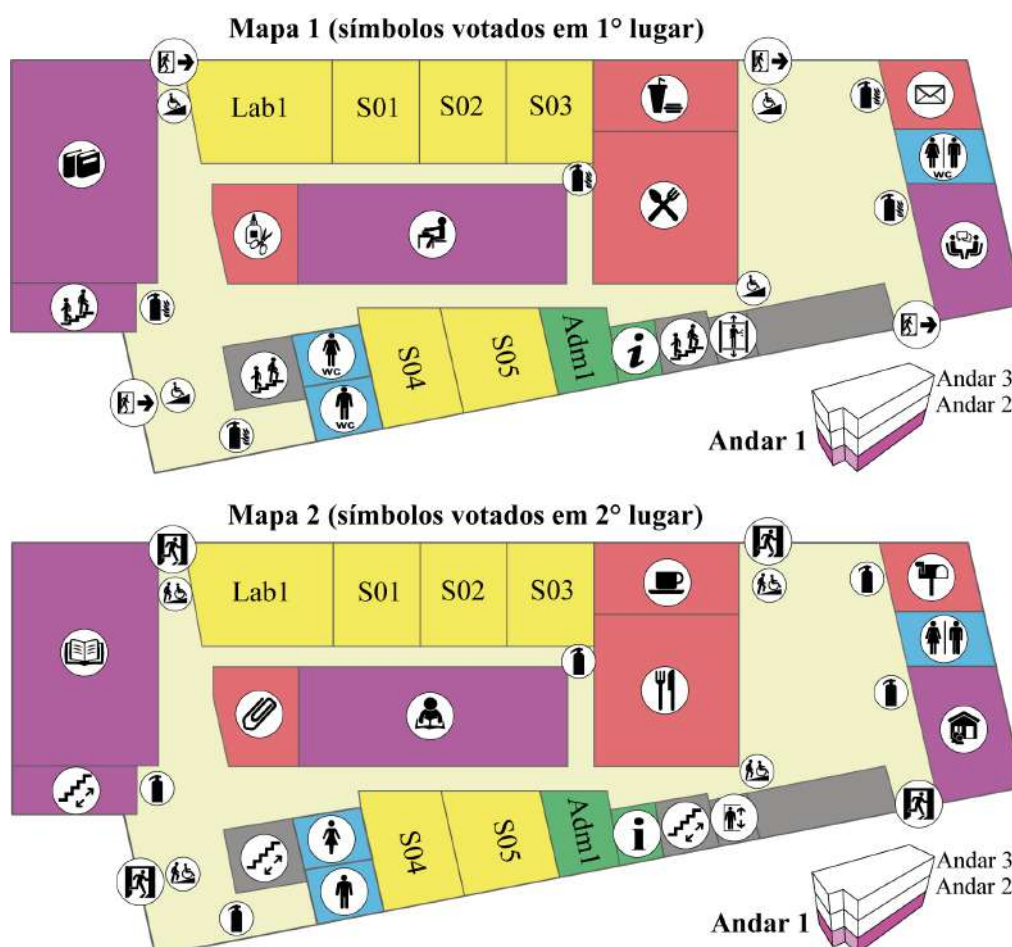 Mapa 1 (símbolos votados em 1° lugar)
Lab1
S01
S02
S03
WC
WC
WC
S04
S05
Adm1
i
Andar 3
Andar 2
Andar 1
Mapa 2 (símbolos votados em 2° lugar)
Lab1
S01
S02
S03
S04
S05
Adm1
i
Andar 3
Andar 2
Andar 1